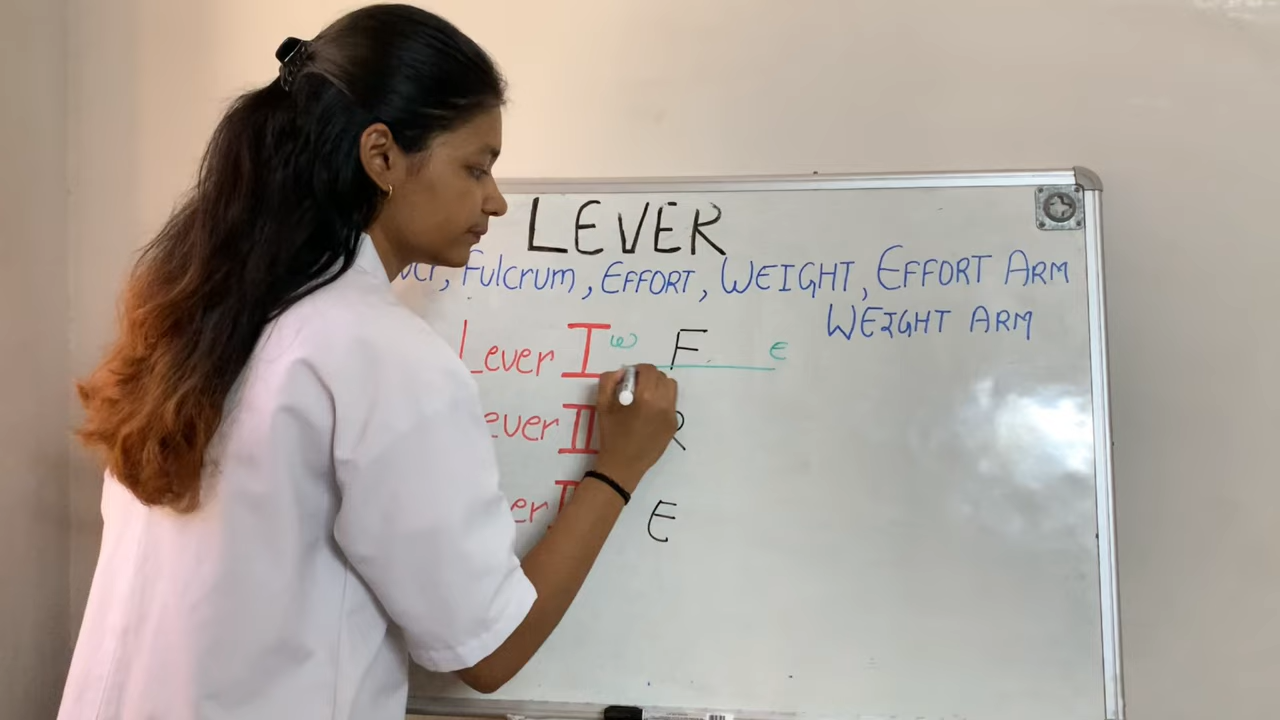 LEVER
Fulcrum, EFFORT, WEIGHT, EFFORT ARM
WEIGHT ARM
Lever I w F e
ever II R
er E